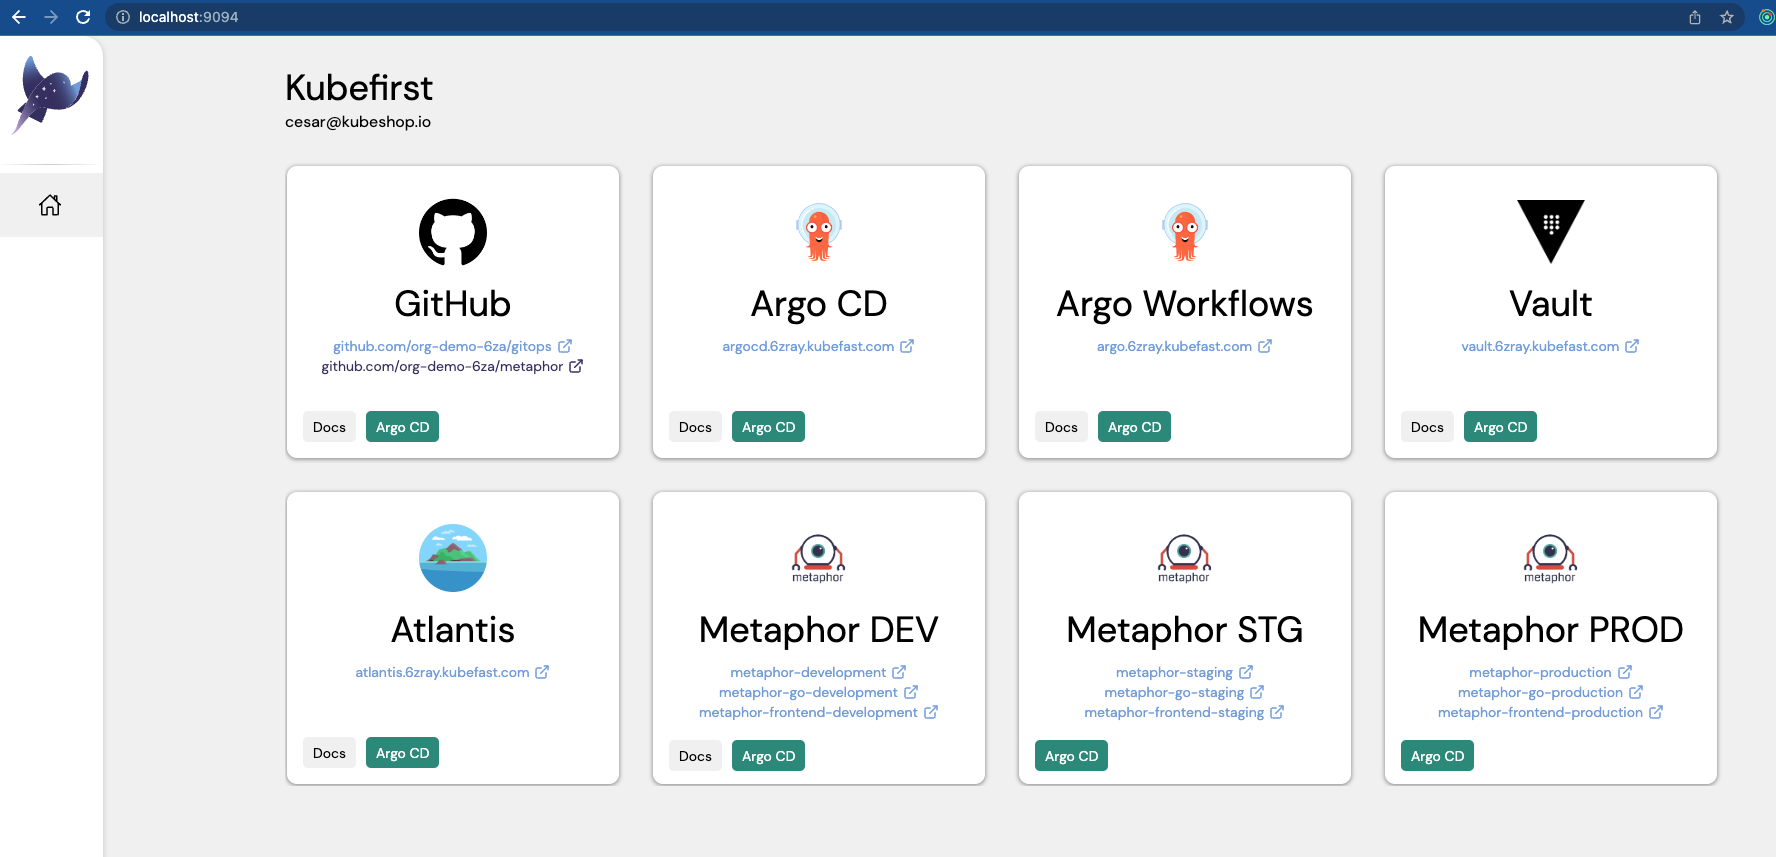 localhost:9094
Kubefirst
cesar@kubeshop.io
GitHub
github.com/org-demo-6za/gitops
github.com/org-demo-6za/metaphor
Docs
Argo CD
Argo CD
argocd.6zray.kubefast.com
Docs
Argo CD
Argo Workflows
argo.6zray.kubefast.com
Docs
Argo CD
Vault
vault.6zray.kubefast.com
Docs
Argo CD
Atlantis
atlantis.6zray.kubefast.com
Docs
Argo CD
metaphor
Metaphor DEV
metaphor-development
metaphor-go-development
metaphor-frontend-development
Docs
Argo CD
metaphor
Metaphor STG
metaphor-staging
metaphor-go-staging
metaphor-frontend-staging
Argo CD
metaphor
Metaphor PROD
metaphor-production
metaphor-go-production
metaphor-frontend-production
Argo CD